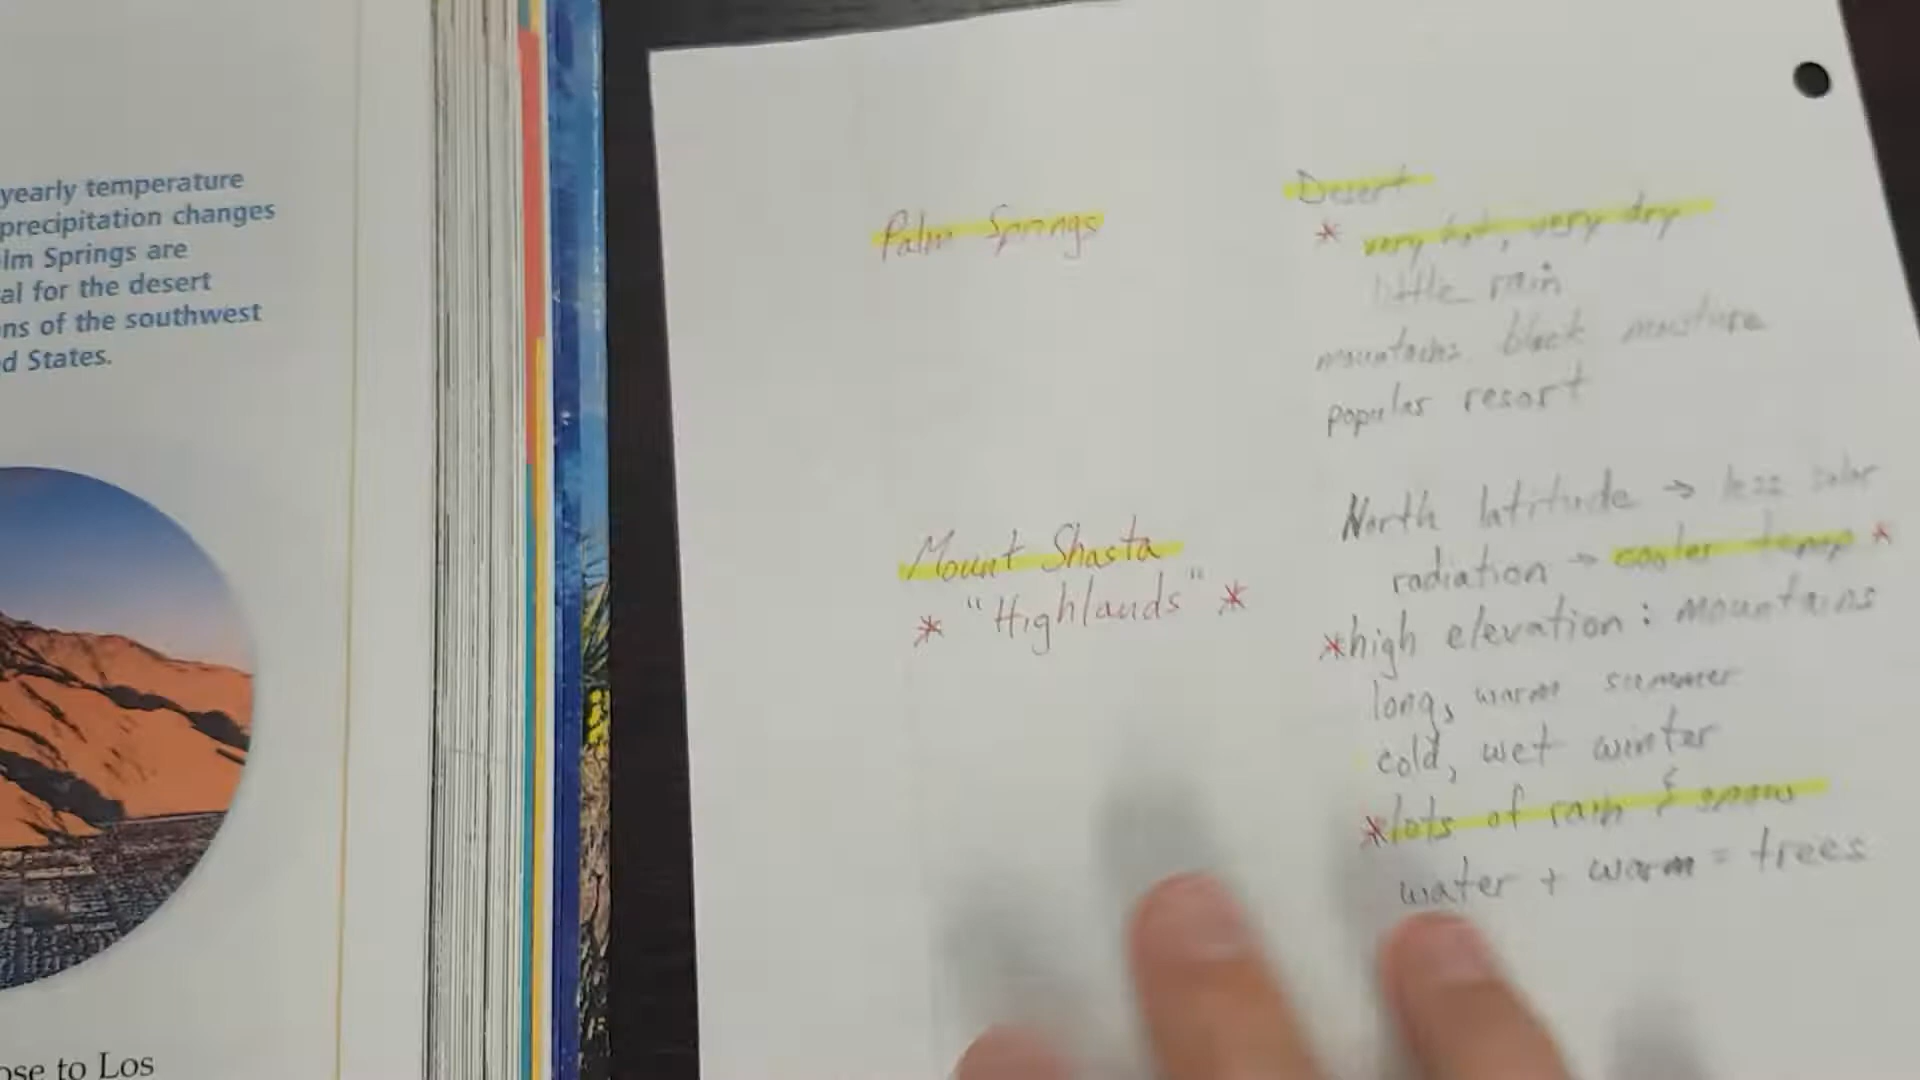 yearly temperature
precipitation changes
lm Springs are
al for the desert
ns of the southwest
d States.
ose to Los
Palm Springs
Desert
* very hot, very dry
little rain
mountains block moisture
popular resort
Mount Shasta
* "Highlands" *
North latitude → less solar
radiation → cooler temp *
*high elevation: mountains
long, warm summer
cold, wet winter
*lots of rain & snow
water + warm = trees